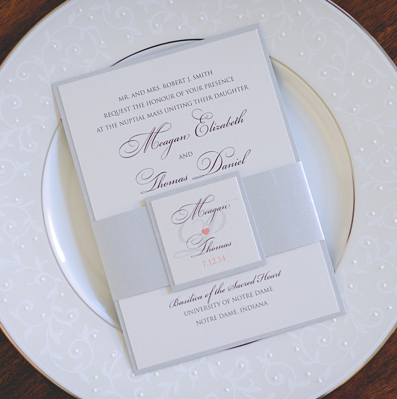 MR. AND MRS. ROBERT J. SMITH
REQUEST THE HONOUR OF YOUR PRESENCE
AT THE NUPTIAL MASS UNITING THEIR DAUGHTER
Meagan Elizabeth
AND
Thomas Daniel
Meagan
Thomas
7.12.14
Basilica of the Sacred Heart
UNIVERSITY OF NOTRE DAME
NOTRE DAME, INDIANA